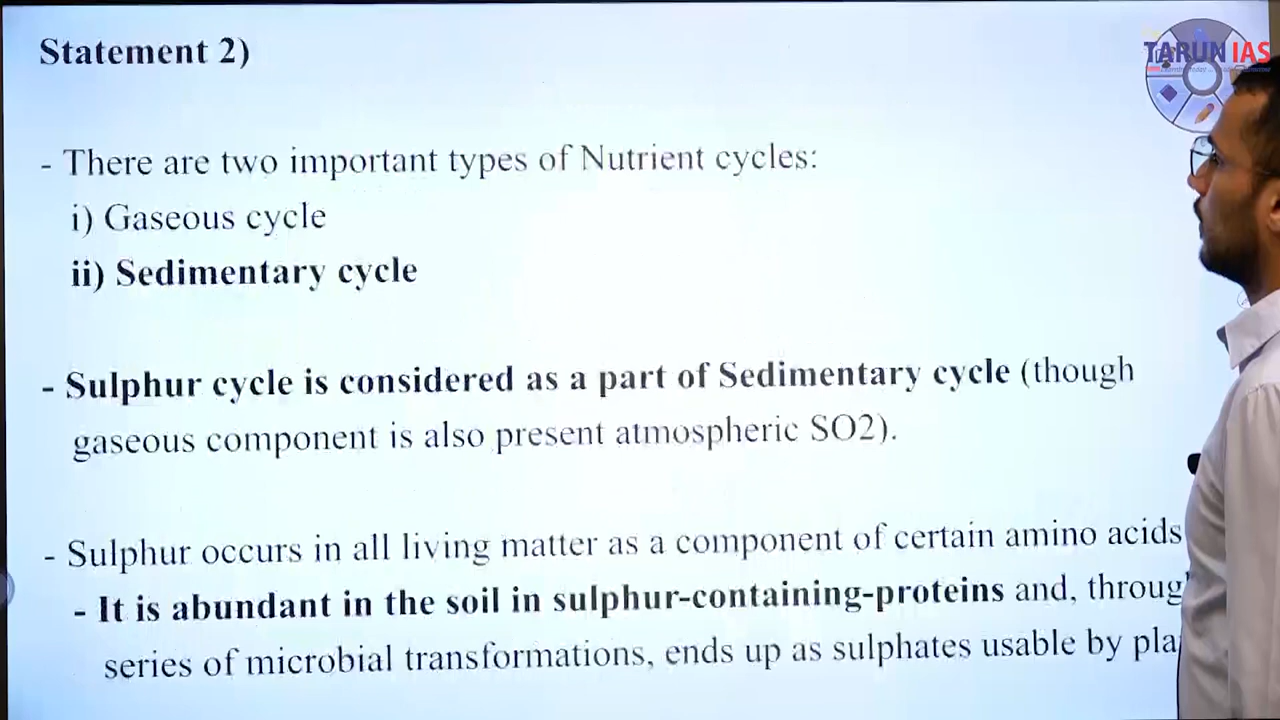 Statement 2)
TARUN IAS
- There are two important types of Nutrient cycles:
i) Gaseous cycle
ii) Sedimentary cycle
- Sulphur cycle is considered as a part of Sedimentary cycle (though
gaseous component is also present atmospheric SO2).
- Sulphur occurs in all living matter as a component of certain amino acids
- It is abundant in the soil in sulphur-containing-proteins and, throug
series of microbial transformations, ends up as sulphates usable by pla